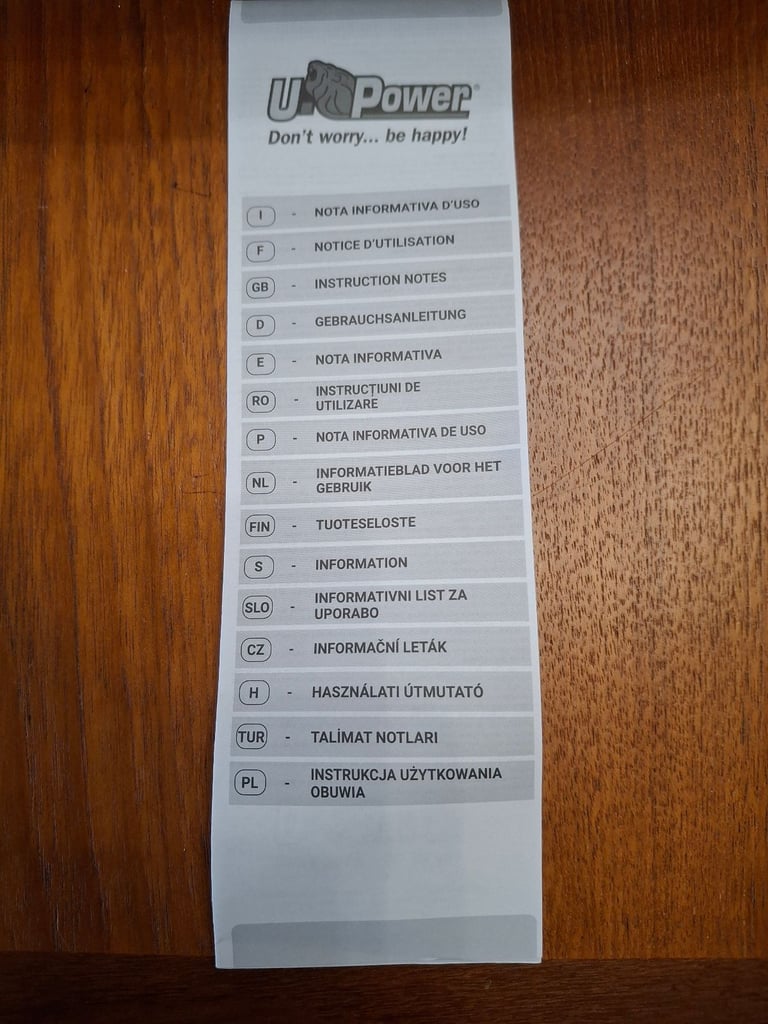 U-Power®
Don't worry... be happy!
I - NOTA INFORMATIVA D'USO
F - NOTICE D'UTILISATION
GB - INSTRUCTION NOTES
D - GEBRAUCHSANLEITUNG
E - NOTA INFORMATIVA
RO - INSTRUCȚIUNI DE
UTILIZARE
P - NOTA INFORMATIVA DE USO
NL - INFORMATIEBLAD VOOR HET
GEBRUIK
FIN - TUOTESELOSTE
S - INFORMATION
SLO - INFORMATIVNI LIST ZA
UPORABO
CZ - INFORMAČNÍ LETÁK
H - HASZNÁLATI ÚTMUTATÓ
TUR - TALİMAT NOTLARI
PL - INSTRUKCJA UŻYTKOWANIA
OBUWIA